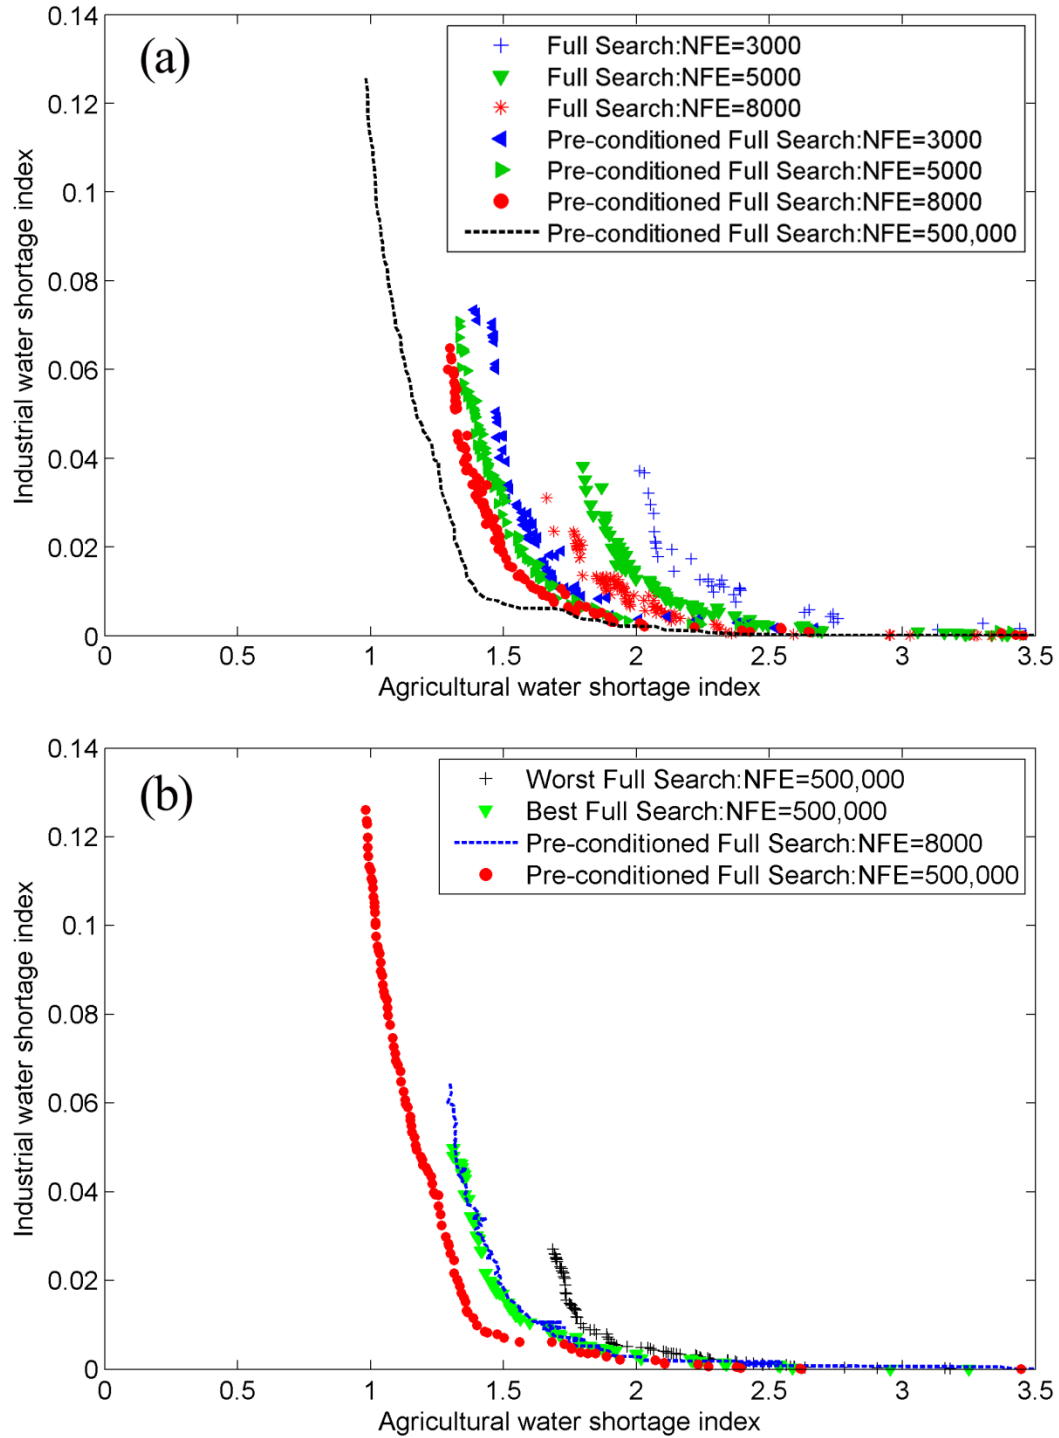 0.14
(a)
Full Search:NFE=3000
Full Search:NFE=5000
0.12
Full Search:NFE=8000
Pre-conditioned Full Search:NFE=3000
0.1
Pre-conditioned Full Search:NFE=5000
Pre-conditioned Full Search:NFE=8000
Pre-conditioned Full Search:NFE=500,000
0.08
Industrial water shortage index
0.06
0.04
0.02
0
0 0.5 1 1.5 2 2.5 3 3.5
Agricultural water shortage index
0.14
(b)
Worst Full Search:NFE=500,000
Best Full Search:NFE=500,000
0.12
Pre-conditioned Full Search:NFE=8000
Pre-conditioned Full Search:NFE=500,000
0.1
0.08
Industrial water shortage index
0.06
0.04
0.02
0
0 0.5 1 1.5 2 2.5 3 3.5
Agricultural water shortage index